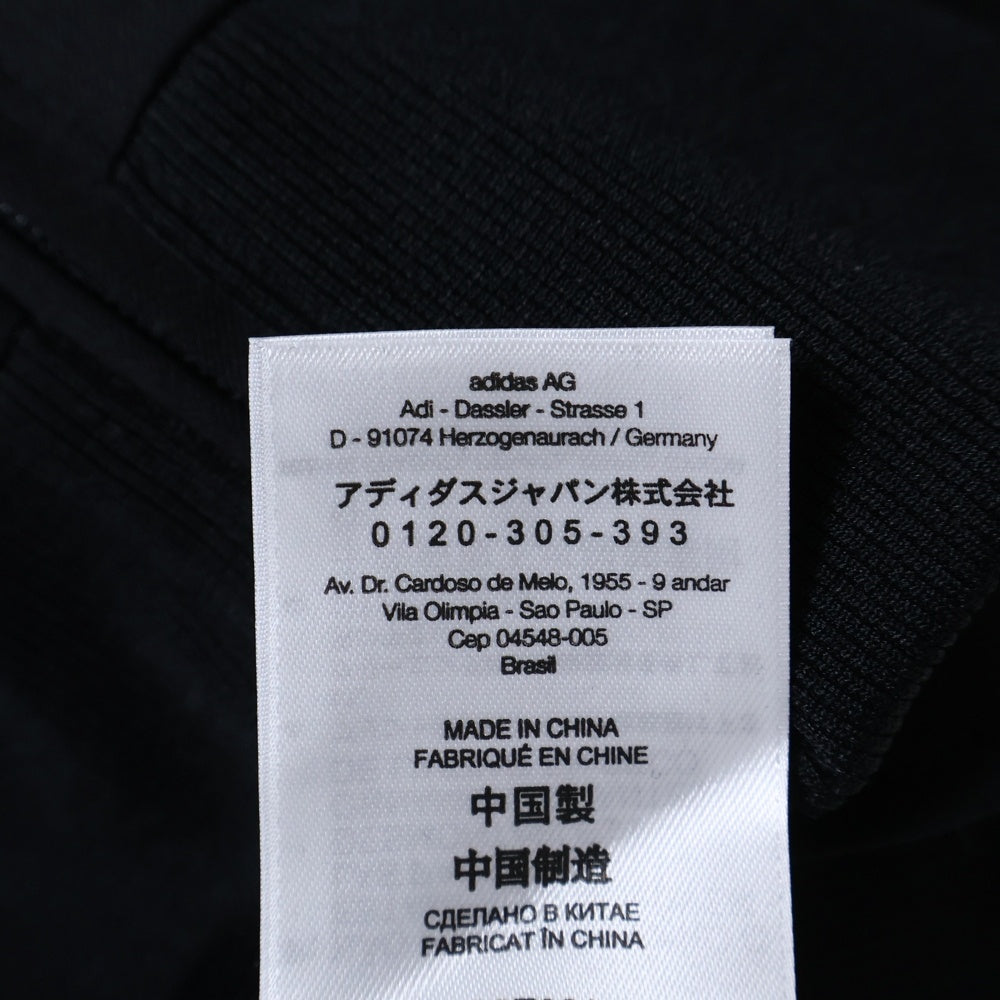 adidas AG
Adi - Dassler - Strasse 1
D - 91074 Herzogenaurach / Germany
アディダスジャパン株式会社
0120-305-393
Av. Dr. Cardoso de Melo, 1955 - 9 andar
Vila Olimpia - Sao Paulo - SP
Cep 04548-005
Brasil
MADE IN CHINA
FABRIQUÉ EN CHINE
中国製
中国制造
СДЕЛАНО В КИТАЕ
FABRICAT ÎN CHINA